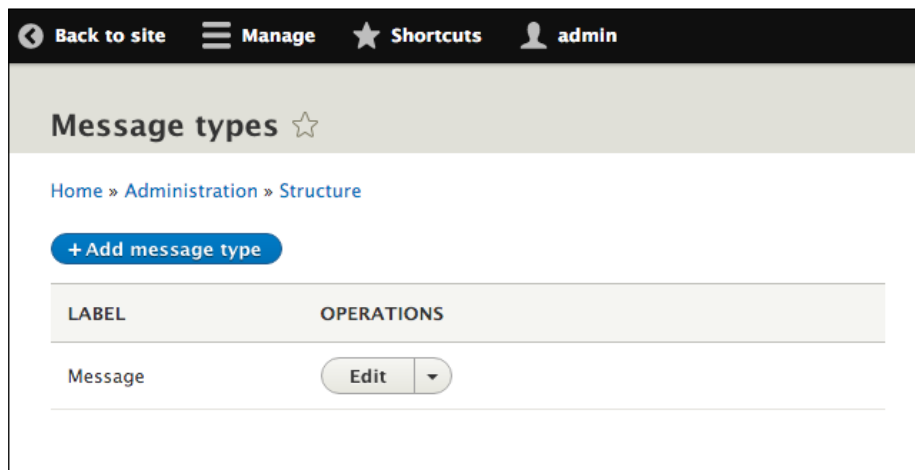 Back to site Manage Shortcuts admin
Message types
Home » Administration » Structure
+ Add message type
LABEL OPERATIONS
Message Edit